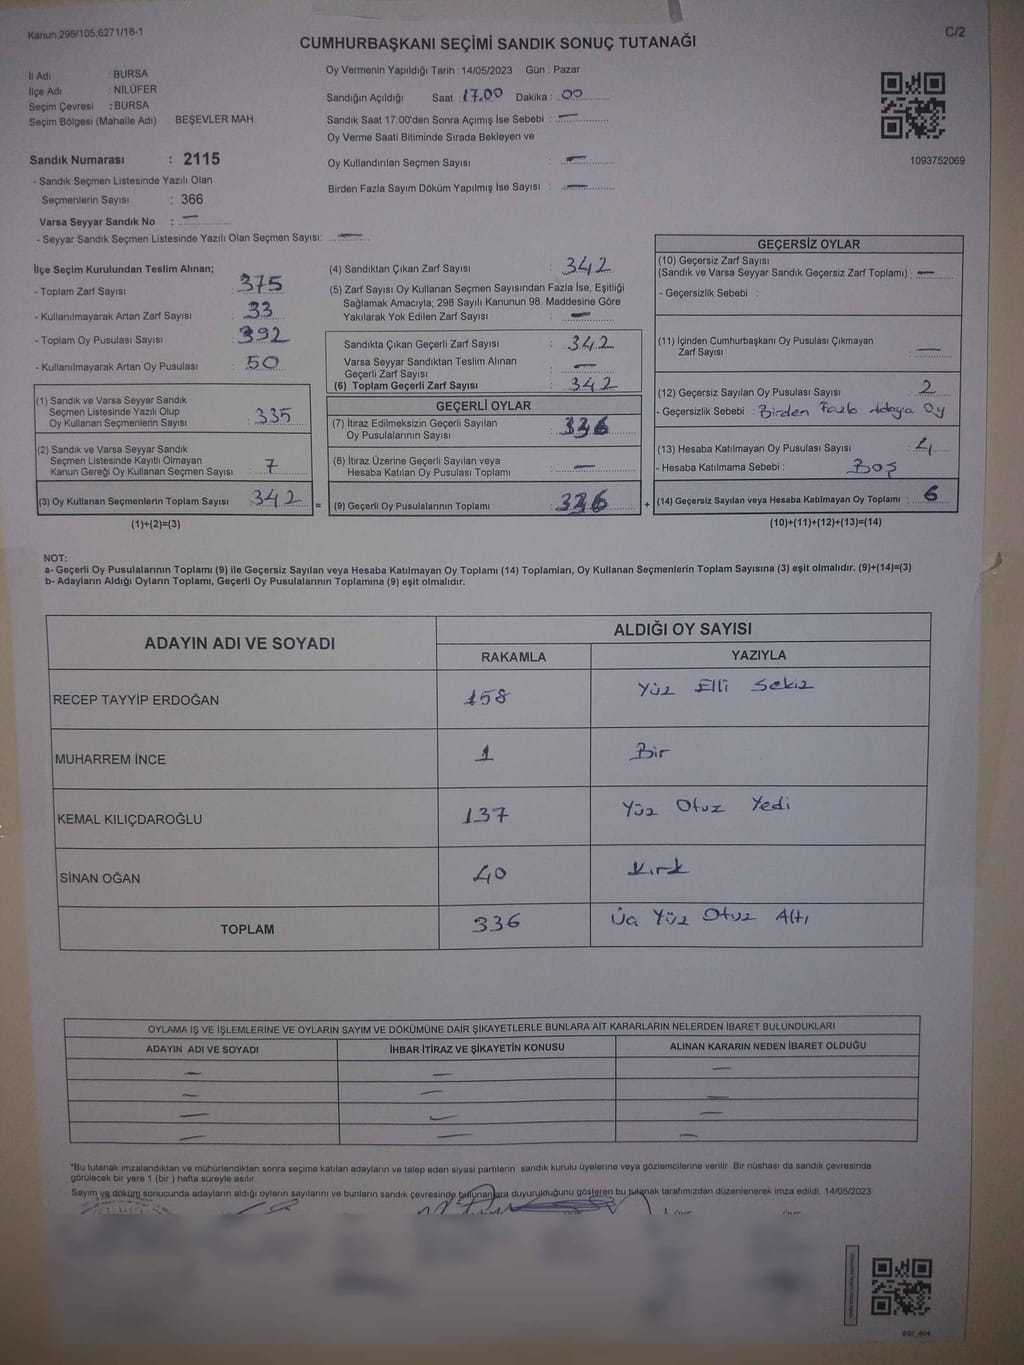 Kanun:298/105;6271/18-1
C/2
CUMHURBAŞKANI SEÇİMİ SANDIK SONUÇ TUTANAĞI
İl Adı : BURSA
İlçe Adı : NİLÜFER
Seçim Çevresi : BURSA
Seçim Bölgesi (Mahalle Adı) BEŞEVLER MAH.
Sandık Numarası : 2115
- Sandık Seçmen Listesinde Yazılı Olan
Seçmenlerin Sayısı : 366
Varsa Seyyar Sandık No : —
- Seyyar Sandık Seçmen Listesinde Yazılı Olan Seçmen Sayısı: —
Oy Vermenin Yapıldığı Tarih : 14/05/2023 Gün : Pazar
Sandığın Açıldığı Saat : 17.00 Dakika : 00
Sandık Saat 17:00'den Sonra Açımış İse Sebebi : —
Oy Verme Saati Bitiminde Sırada Bekleyen ve
Oy Kullandırılan Seçmen Sayısı : —
Birden Fazla Sayım Döküm Yapılmış İse Sayısı : —
1093752069
İlçe Seçim Kurulundan Teslim Alınan;
- Toplam Zarf Sayısı : 375
- Kullanılmayarak Artan Zarf Sayısı : 33
- Toplam Oy Pusulası Sayısı : 392
- Kullanılmayarak Artan Oy Pusulası : 50
(1) Sandık ve Varsa Seyyar Sandık
Seçmen Listesinde Yazılı Olup
Oy Kullanan Seçmenlerin Sayısı : 335
(2) Sandık ve Varsa Seyyar Sandık
Seçmen Listesinde Kayıtlı Olmayan
Kanun Gereği Oy Kullanan Seçmen Sayısı : 7
(3) Oy Kullanan Seçmenlerin Toplam Sayısı : 342 =
(1)+(2)=(3)
(4) Sandıktan Çıkan Zarf Sayısı : 342
(5) Zarf Sayısı Oy Kullanan Seçmen Sayısından Fazla İse, Eşitliği
Sağlamak Amacıyla; 298 Sayılı Kanunun 98. Maddesine Göre
Yakılarak Yok Edilen Zarf Sayısı : —
Sandıkta Çıkan Geçerli Zarf Sayısı : 342
Varsa Seyyar Sandıktan Teslim Alınan
Geçerli Zarf Sayısı : —
(6) Toplam Geçerli Zarf Sayısı : 342
GEÇERLİ OYLAR
(7) İtiraz Edilmeksizin Geçerli Sayılan
Oy Pusulalarının Sayısı : 336
(8) İtiraz Üzerine Geçerli Sayılan veya
Hesaba Katılan Oy Pusulası Toplamı : —
(9) Geçerli Oy Pusulalarının Toplamı : 336 +
GEÇERSİZ OYLAR
(10) Geçersiz Zarf Sayısı
(Sandık ve Varsa Seyyar Sandık Geçersiz Zarf Toplamı) : —
- Geçersizlik Sebebi :
(11) İçinden Cumhurbaşkanı Oy Pusulası Çıkmayan
Zarf Sayısı : —
(12) Geçersiz Sayılan Oy Pusulası Sayısı : 2
- Geçersizlik Sebebi : Birden Fazla Adaya Oy
(13) Hesaba Katılmayan Oy Pusulası Sayısı : 4
- Hesaba Katılmama Sebebi : Boş
(14) Geçersiz Sayılan veya Hesaba Katılmayan Oy Toplamı : 6
(10)+(11)+(12)+(13)=(14)
NOT:
a- Geçerli Oy Pusulalarının Toplamı (9) ile Geçersiz Sayılan veya Hesaba Katılmayan Oy Toplamı (14) Toplamları, Oy Kullanan Seçmenlerin Toplam Sayısına (3) eşit olmalıdır. (9)+(14)=(3)
b- Adayların Aldığı Oyların Toplamı, Geçerli Oy Pusulalarının Toplamına (9) eşit olmalıdır.
ADAYIN ADI VE SOYADI
ALDIĞI OY SAYISI
RAKAMLA YAZIYLA
RECEP TAYYİP ERDOĞAN 158 Yüz Elli Sekiz
MUHARREM İNCE 1 Bir
KEMAL KILIÇDAROĞLU 137 Yüz Otuz Yedi
SİNAN OĞAN 40 Kırk
TOPLAM 336 Üç Yüz Otuz Altı
OYLAMA İŞ VE İŞLEMLERİNE VE OYLARIN SAYIM VE DÖKÜMÜNE DAİR ŞİKAYETLERLE BUNLARA AİT KARARLARIN NELERDEN İBARET BULUNDUKLARI
ADAYIN ADI VE SOYADI İHBAR İTİRAZ VE ŞİKAYETİN KONUSU ALINAN KARARIN NEDEN İBARET OLDUĞU
— — —
— — —
— — —
— — —
*Bu tutanak imzalandıktan ve mühürlendikten sonra seçime katılan adayların ve talep eden siyasi partilerin sandık kurulu üyelerine veya gözlemcilerine verilir. Bir nüshası da sandık çevresinde
görülecek bir yere 1 (bir ) hafta süreyle asılır.
Sayım ve döküm sonucunda adayların aldığı oyların sayılarını ve bunların sandık çevresinde bulunanlara duyurulduğunu gösteren bu tutanak tarafımızdan düzenlenerek imza edildi. 14/05/2023